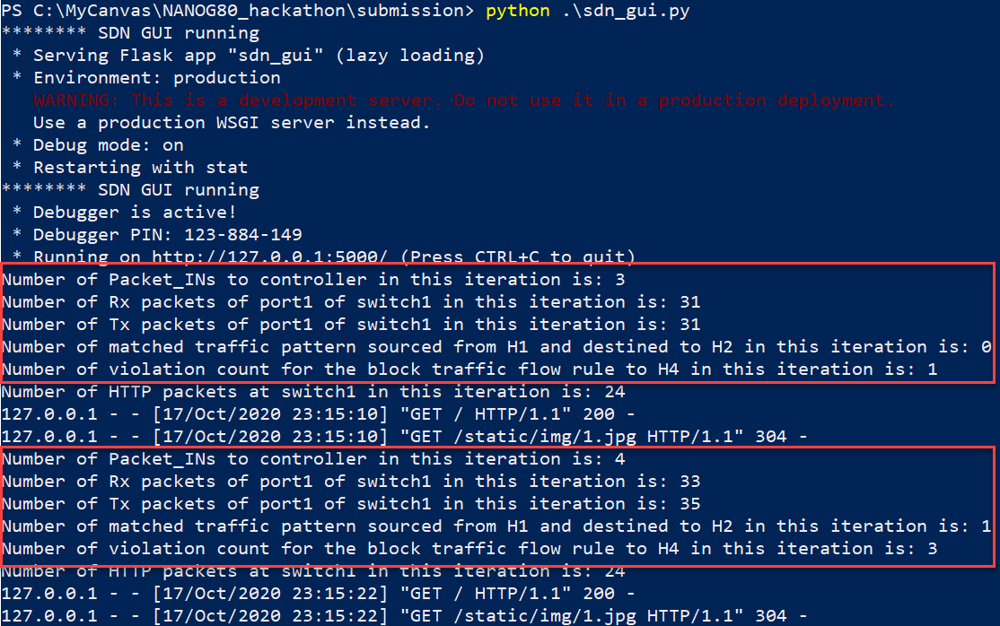 PS C:\MyCanvas\NANOG80_hackathon\submission> python .\sdn_gui.py
******** SDN GUI running
 * Serving Flask app "sdn_gui" (lazy loading)
 * Environment: production
   WARNING: This is a development server. Do not use it in a production deployment.
   Use a production WSGI server instead.
 * Debug mode: on
 * Restarting with stat
******** SDN GUI running
 * Debugger is active!
 * Debugger PIN: 123-884-149
 * Running on http://127.0.0.1:5000/ (Press CTRL+C to quit)
Number of Packet_INs to controller in this iteration is: 3
Number of Rx packets of port1 of switch1 in this iteration is: 31
Number of Tx packets of port1 of switch1 in this iteration is: 31
Number of matched traffic pattern sourced from H1 and destined to H2 in this iteration is: 0
Number of violation count for the block traffic flow rule to H4 in this iteration is: 1
Number of HTTP packets at switch1 in this iteration is: 24
127.0.0.1 - - [17/Oct/2020 23:15:10] "GET / HTTP/1.1" 200 -
127.0.0.1 - - [17/Oct/2020 23:15:10] "GET /static/img/1.jpg HTTP/1.1" 304 -
Number of Packet_INs to controller in this iteration is: 4
Number of Rx packets of port1 of switch1 in this iteration is: 33
Number of Tx packets of port1 of switch1 in this iteration is: 35
Number of matched traffic pattern sourced from H1 and destined to H2 in this iteration is: 1
Number of violation count for the block traffic flow rule to H4 in this iteration is: 3
Number of HTTP packets at switch1 in this iteration is: 24
127.0.0.1 - - [17/Oct/2020 23:15:22] "GET / HTTP/1.1" 200 -
127.0.0.1 - - [17/Oct/2020 23:15:22] "GET /static/img/1.jpg HTTP/1.1" 304 -